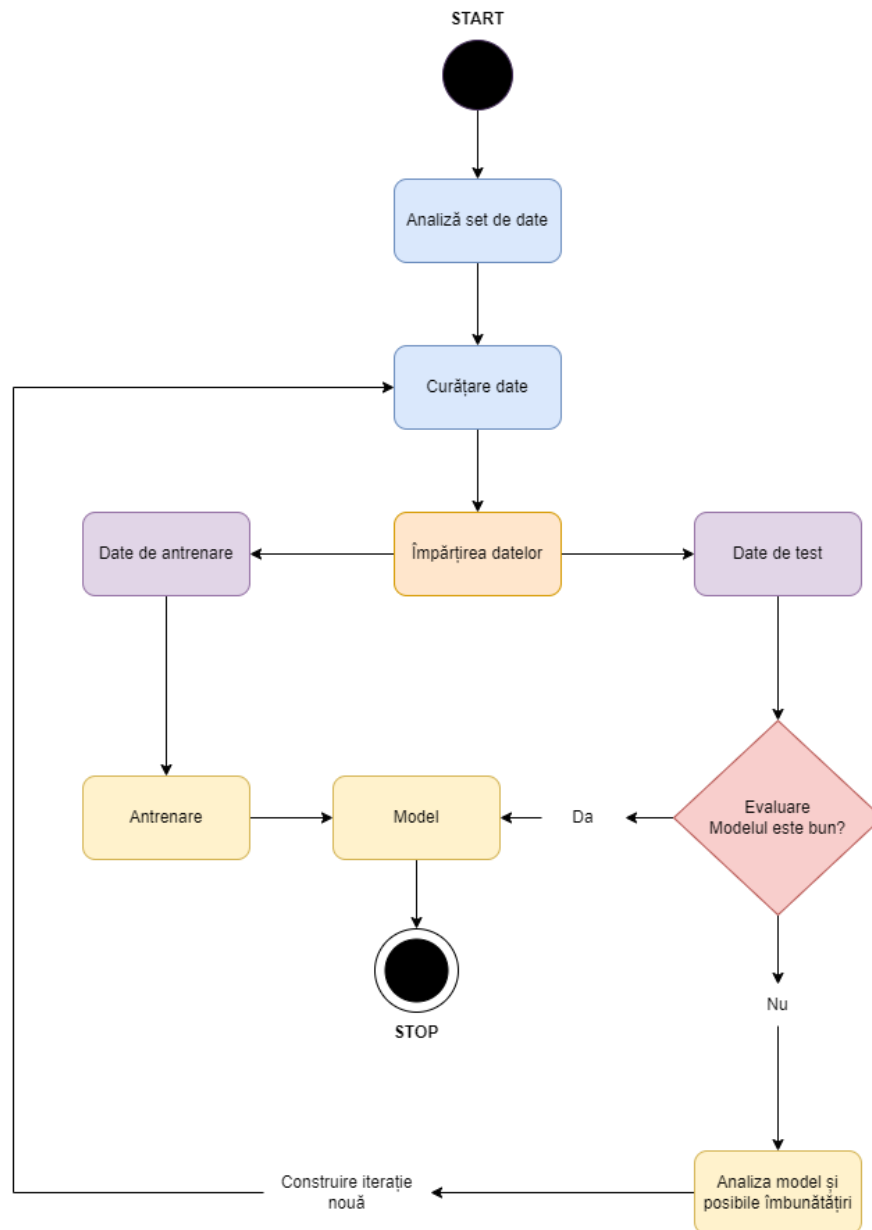 START
Analiză set de date
Curățare date
Date de antrenare
Împărțirea datelor
Date de test
Antrenare
Model
Da
Evaluare
Modelul este bun?
STOP
Nu
Construire iterație
nouă
Analiza model și
posibile îmbunătățiri